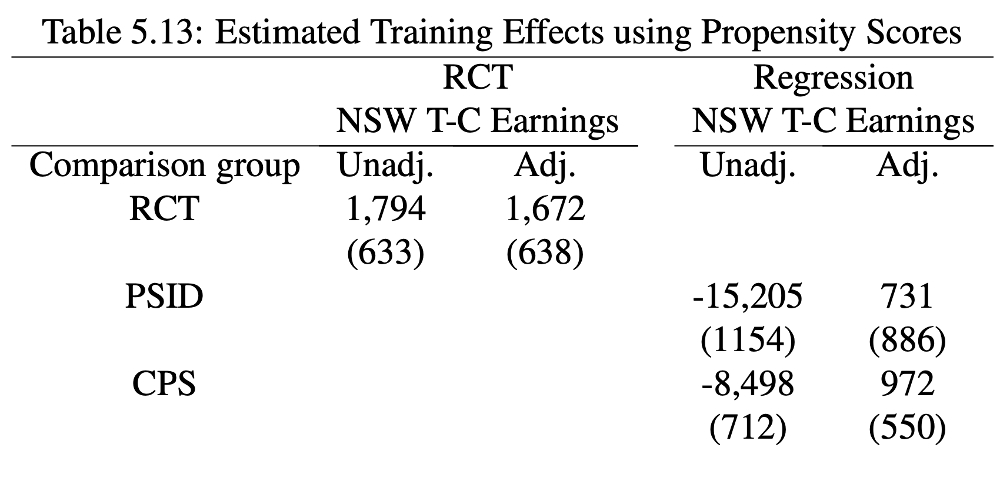 Table 5.13: Estimated Training Effects using Propensity Scores
RCT Regression
NSW T-C Earnings NSW T-C Earnings
Comparison group Unadj. Adj. Unadj. Adj.
RCT 1,794 1,672
(633) (638)
PSID -15,205 731
(1154) (886)
CPS -8,498 972
(712) (550)